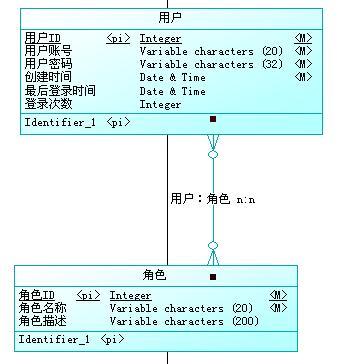 用户
用户ID <pi> Integer <M>
用户账号 Variable characters (20) <M>
用户密码 Variable characters (32) <M>
创建时间 Date & Time <M>
最后登录时间 Date & Time
登录次数 Integer
Identifier_1 <pi>
用户：角色 n:n
角色
角色ID <pi> Integer <M>
角色名称 Variable characters (20) <M>
角色描述 Variable characters (200)
Identifier_1 <pi>